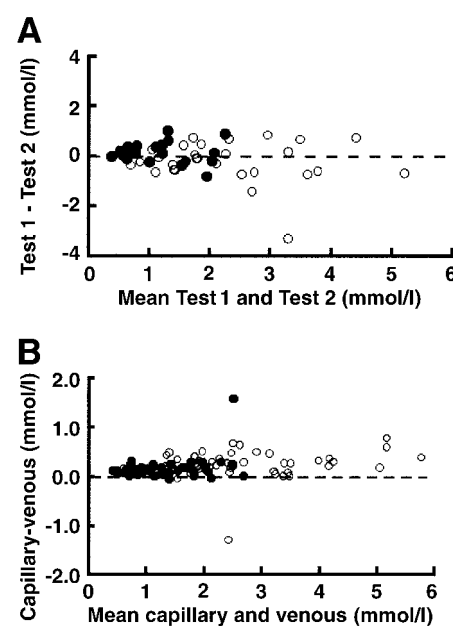 A
Test 1 - Test 2 (mmol/l)
4
2
0
-2
-4
0 1 2 3 4 5 6
Mean Test 1 and Test 2 (mmol/l)
B
Capillary-venous (mmol/l)
2.0
1.0
0.0
-1.0
-2.0
0 1 2 3 4 5 6
Mean capillary and venous (mmol/l)